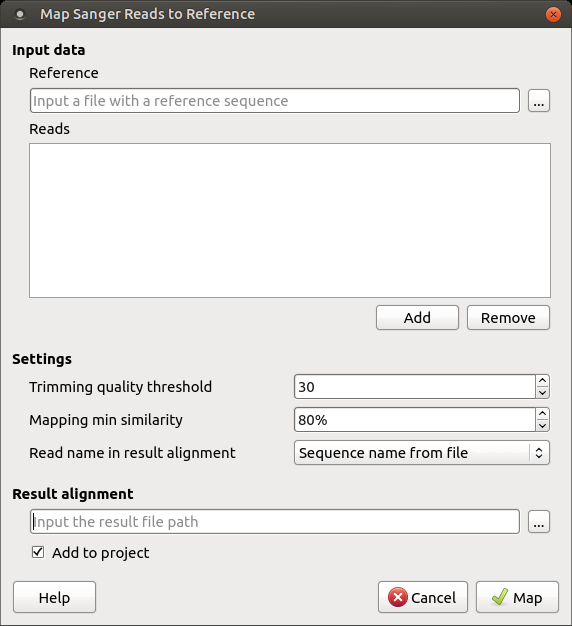 Map Sanger Reads to Reference
Input data
Reference
Input a file with a reference sequence
...
Reads
Add
Remove
Settings
Trimming quality threshold
30
Mapping min similarity
80%
Read name in result alignment
Sequence name from file
Result alignment
Input the result file path
...
Add to project
Help
Cancel
Map